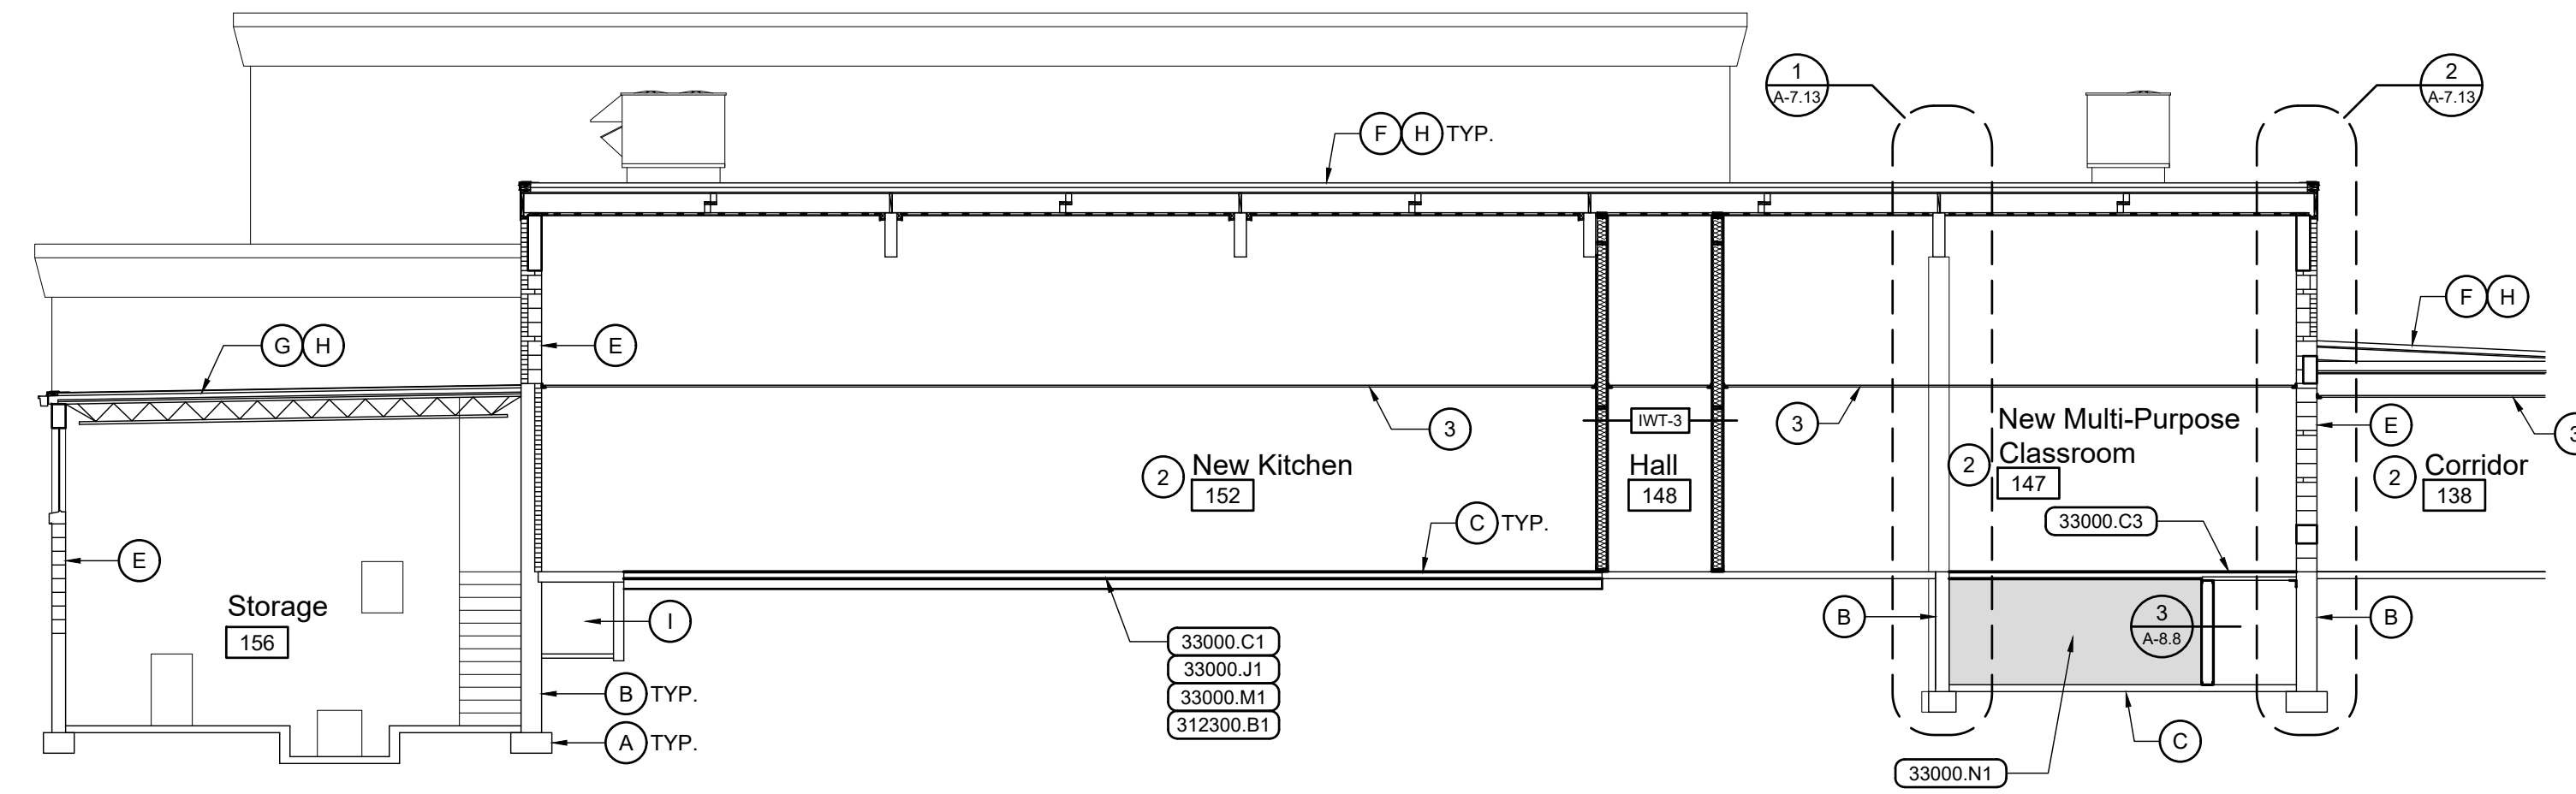 1
A-7.13
2
A-7.13
F H TYP.
F H
G H
E
3
IWT-3
3
New Multi-Purpose
2 Classroom
147
E
3
2 New Kitchen
152
Hall
148
2 Corridor
138
C TYP.
33000.C3
E
Storage
156
I
33000.C1
33000.J1
33000.M1
312300.B1
B
3
A-8.8
B
B TYP.
A TYP.
C
33000.N1